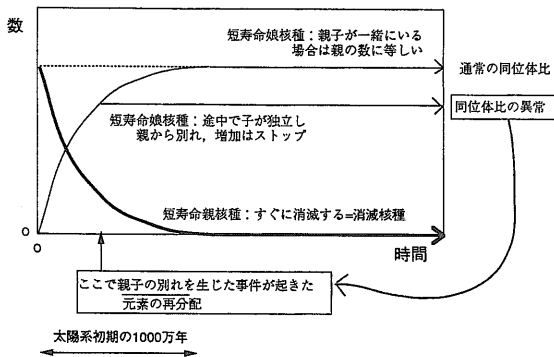 数
短寿命娘核種：親子が一緒にいる
場合は親の数に等しい
通常の同位体比
同位体比の異常
短寿命娘核種：途中で子が独立し
親から別れ，増加はストップ
短寿命親核種：すぐに消滅する=消滅核種
0
0
時間
ここで親子の別れを生じた事件が起きた
元素の再分配
太陽系初期の1000万年